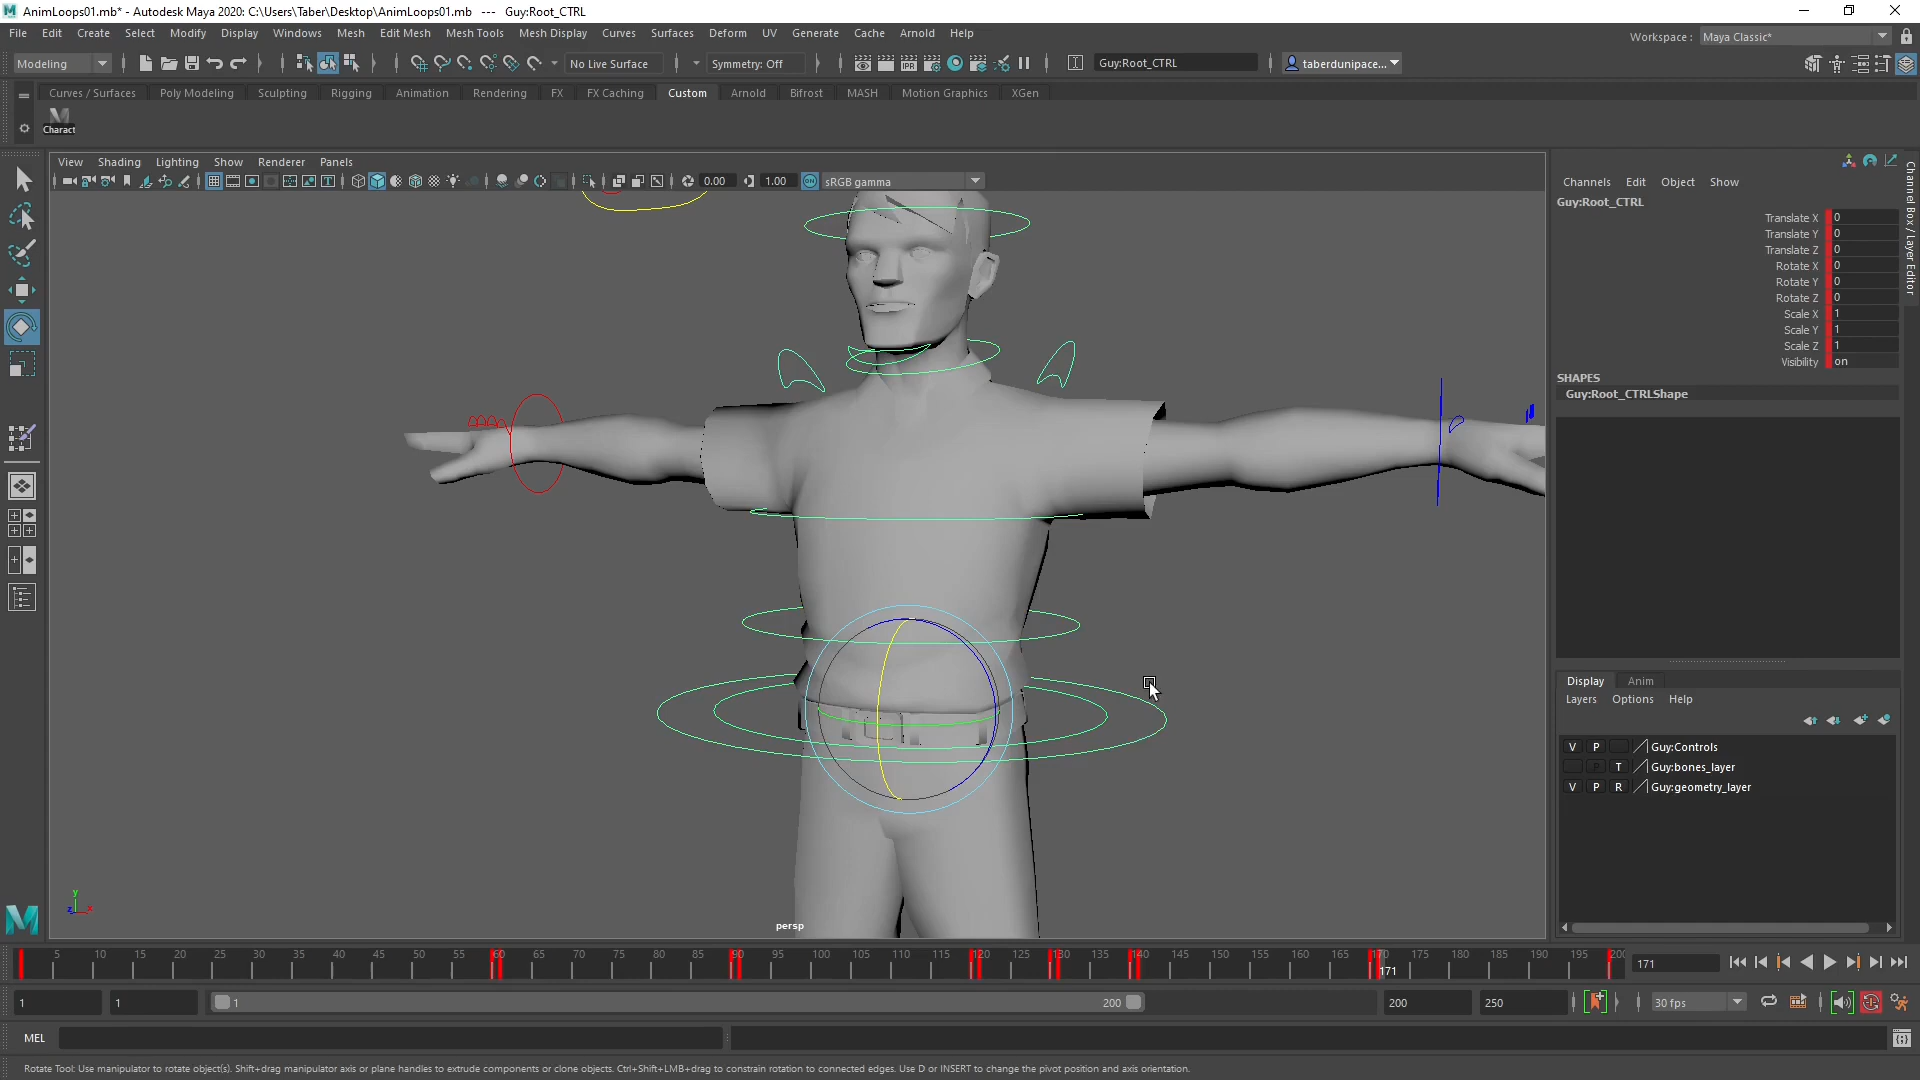 AnimLoops01.mb* - Autodesk Maya 2020: C:\Users\Taber\Desktop\AnimLoops01.mb --- Guy:Root_CTRL
File Edit Create Select Modify Display Windows Mesh Edit Mesh Mesh Tools Mesh Display Curves Surfaces Deform UV Generate Cache Arnold Help
Workspace : Maya Classic*
Modeling No Live Surface Symmetry: Off IPR Guy:Root_CTRL taberdunipace...
Curves / Surfaces Poly Modeling Sculpting Rigging Animation Rendering FX FX Caching Custom Arnold Bifrost MASH Motion Graphics XGen
Charact
View Shading Lighting Show Renderer Panels
0.00 1.00 ON sRGB gamma
Channels Edit Object Show
Guy:Root_CTRL
Translate X 0
Translate Y 0
Translate Z 0
Rotate X 0
Rotate Y 0
Rotate Z 0
Scale X 1
Scale Y 1
Scale Z 1
Visibility on
SHAPES
Guy:Root_CTRLShape
Channel Box / Layer Editor
Display Anim
Layers Options Help
V P Guy:Controls
P T Guy:bones_layer
V P R Guy:geometry_layer
y
z x
persp
5 10 15 20 25 30 35 40 45 50 55 60 65 70 75 80 85 90 95 100 105 110 115 120 125 130 135 140 145 150 155 160 165 170 175 180 185 190 195 200
171
171
1 1 1 200 200 250 30 fps
MEL
Rotate Tool: Use manipulator to rotate object(s). Shift+drag manipulator axis or plane handles to extrude components or clone objects. Ctrl+Shift+LMB+drag to constrain rotation to connected edges. Use D or INSERT to change the pivot position and axis orientation.